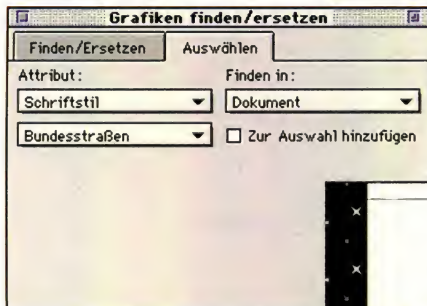 Grafiken finden/ersetzen
Finden/Ersetzen Auswählen
Attribut: Finden in:
Schriftstil Dokument
Bundesstraßen Zur Auswahl hinzufügen